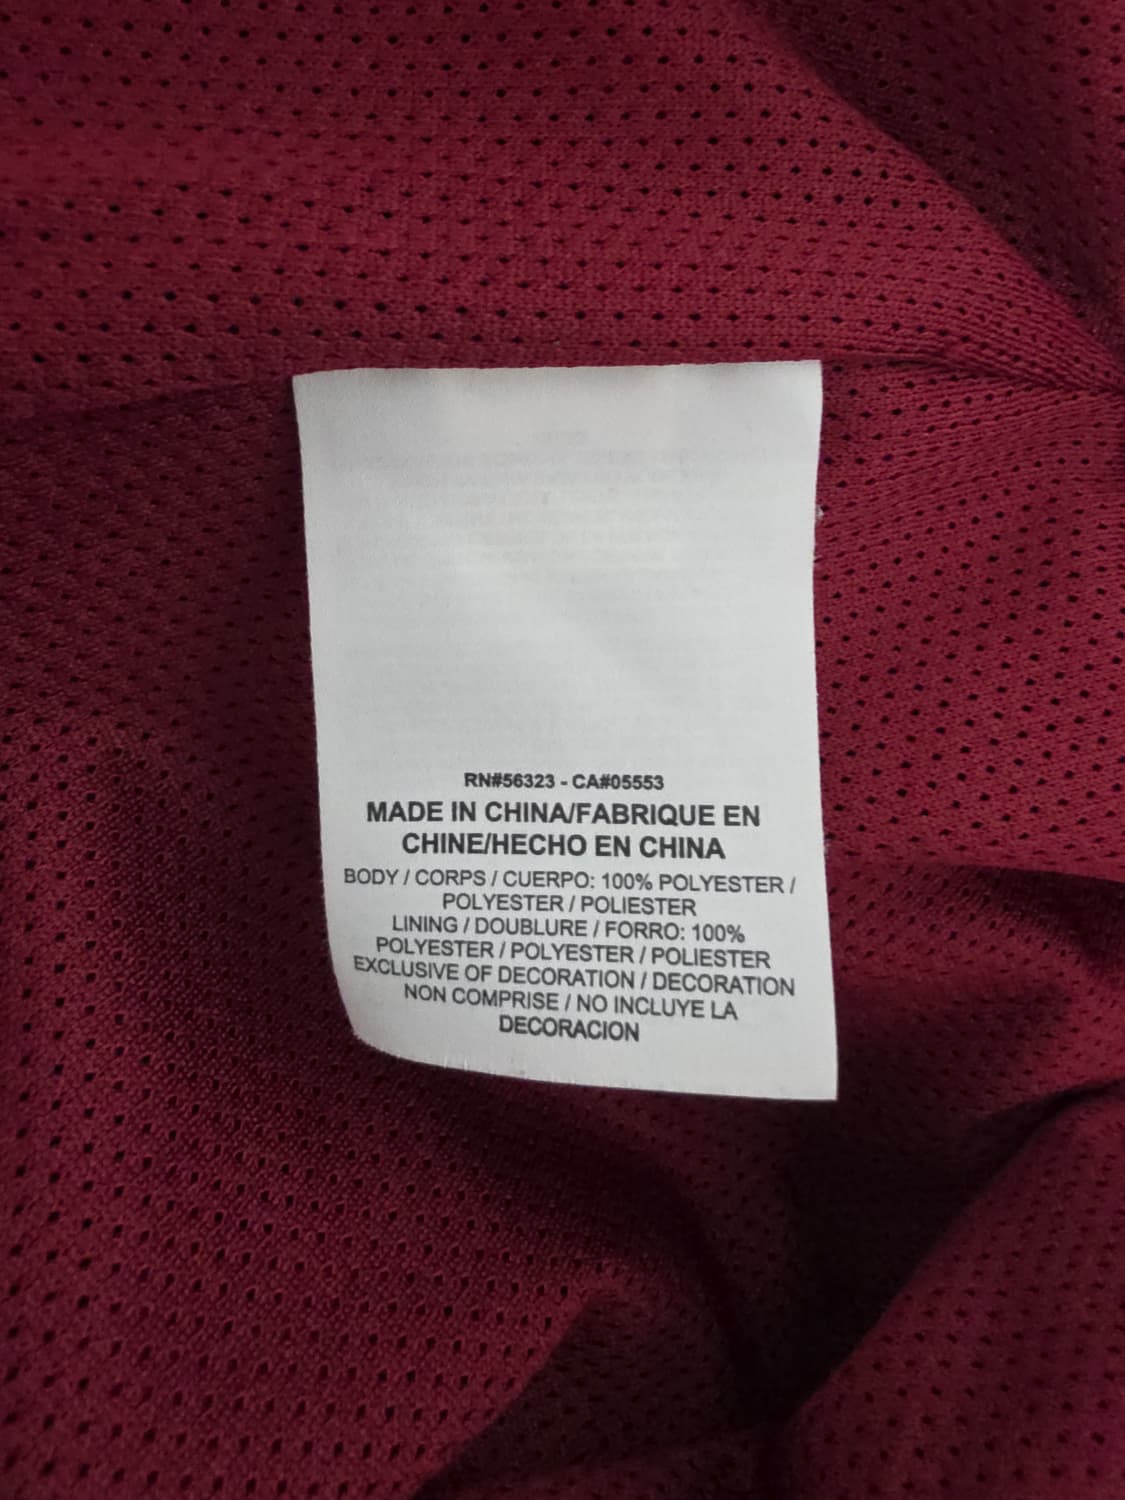 RN#56323 - CA#05553
MADE IN CHINA/FABRIQUE EN
CHINE/HECHO EN CHINA
BODY / CORPS / CUERPO: 100% POLYESTER /
POLYESTER / POLIESTER
LINING / DOUBLURE / FORRO: 100%
POLYESTER / POLYESTER / POLIESTER
EXCLUSIVE OF DECORATION / DECORATION
NON COMPRISE / NO INCLUYE LA
DECORACION